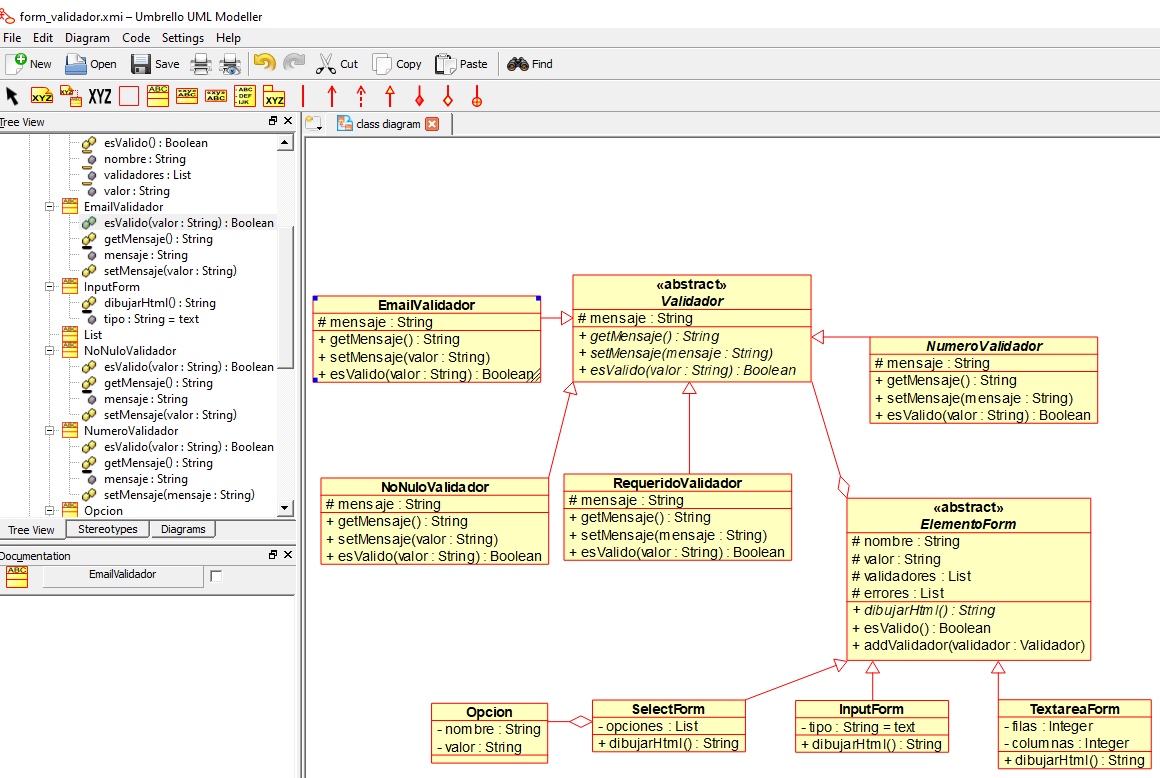 form_validador.xmi – Umbrello UML Modeller
File Edit Diagram Code Settings Help
New Open Save Cut Copy Paste Find
XYZ XYZ ABC XYZ ABC XYZ ABC ABC DEF IJK XYZ
Tree View
class diagram
esValido() : Boolean
nombre : String
validadores : List
valor : String
EmailValidador
esValido(valor : String) : Boolean
getMensaje() : String
mensaje : String
setMensaje(valor : String)
InputForm
dibujarHtml() : String
tipo : String = text
List
NoNuloValidador
esValido(valor : String) : Boolean
getMensaje() : String
mensaje : String
setMensaje(valor : String)
NumeroValidador
esValido(valor : String) : Boolean
getMensaje() : String
mensaje : String
setMensaje(mensaje : String)
Opcion
Tree View Stereotypes Diagrams
Documentation
ABC EmailValidador
EmailValidador
# mensaje : String
+ getMensaje() : String
+ setMensaje(valor : String)
+ esValido(valor : String) : Boolean
«abstract»
Validador
# mensaje : String
+ getMensaje() : String
+ setMensaje(mensaje : String)
+ esValido(valor : String) : Boolean
NumeroValidador
# mensaje : String
+ getMensaje() : String
+ setMensaje(mensaje : String)
+ esValido(valor : String) : Boolean
NoNuloValidador
# mensaje : String
+ getMensaje() : String
+ setMensaje(valor : String)
+ esValido(valor : String) : Boolean
RequeridoValidador
# mensaje : String
+ getMensaje() : String
+ setMensaje(mensaje : String)
+ esValido(valor : String) : Boolean
«abstract»
ElementoForm
# nombre : String
# valor : String
# validadores : List
# errores : List
+ dibujarHtml() : String
+ esValido() : Boolean
+ addValidador(validador : Validador)
Opcion
- nombre : String
- valor : String
SelectForm
- opciones : List
+ dibujarHtml() : String
InputForm
- tipo : String = text
+ dibujarHtml() : String
TextareaForm
- filas : Integer
- columnas : Integer
+ dibujarHtml() : String